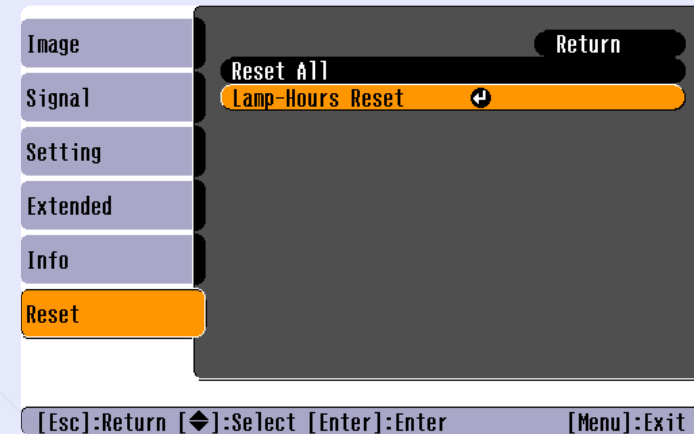 Image
Signal
Setting
Extended
Info
Reset
Return
Reset All
Lamp-Hours Reset
[Esc]:Return [◆]:Select [Enter]:Enter [Menu]:Exit